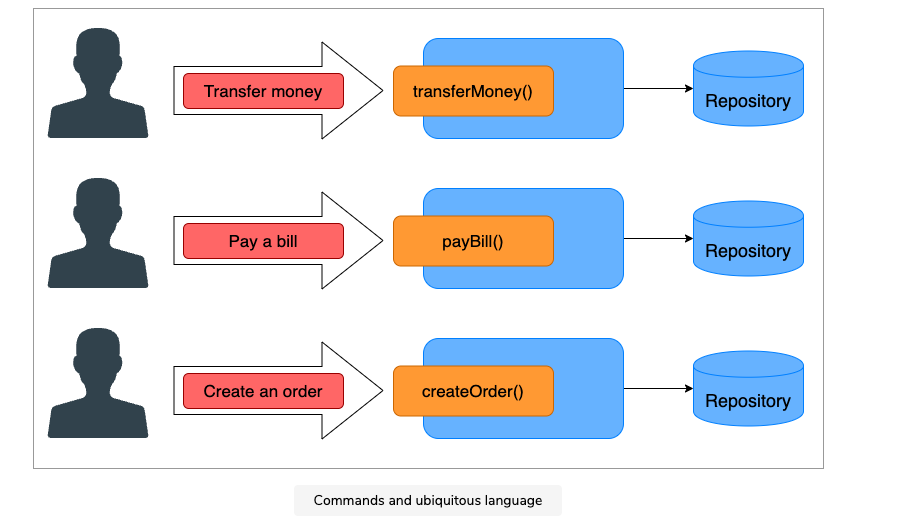 Transfer money
transferMoney()
Repository
Pay a bill
payBill()
Repository
Create an order
createOrder()
Repository
Commands and ubiquitous language